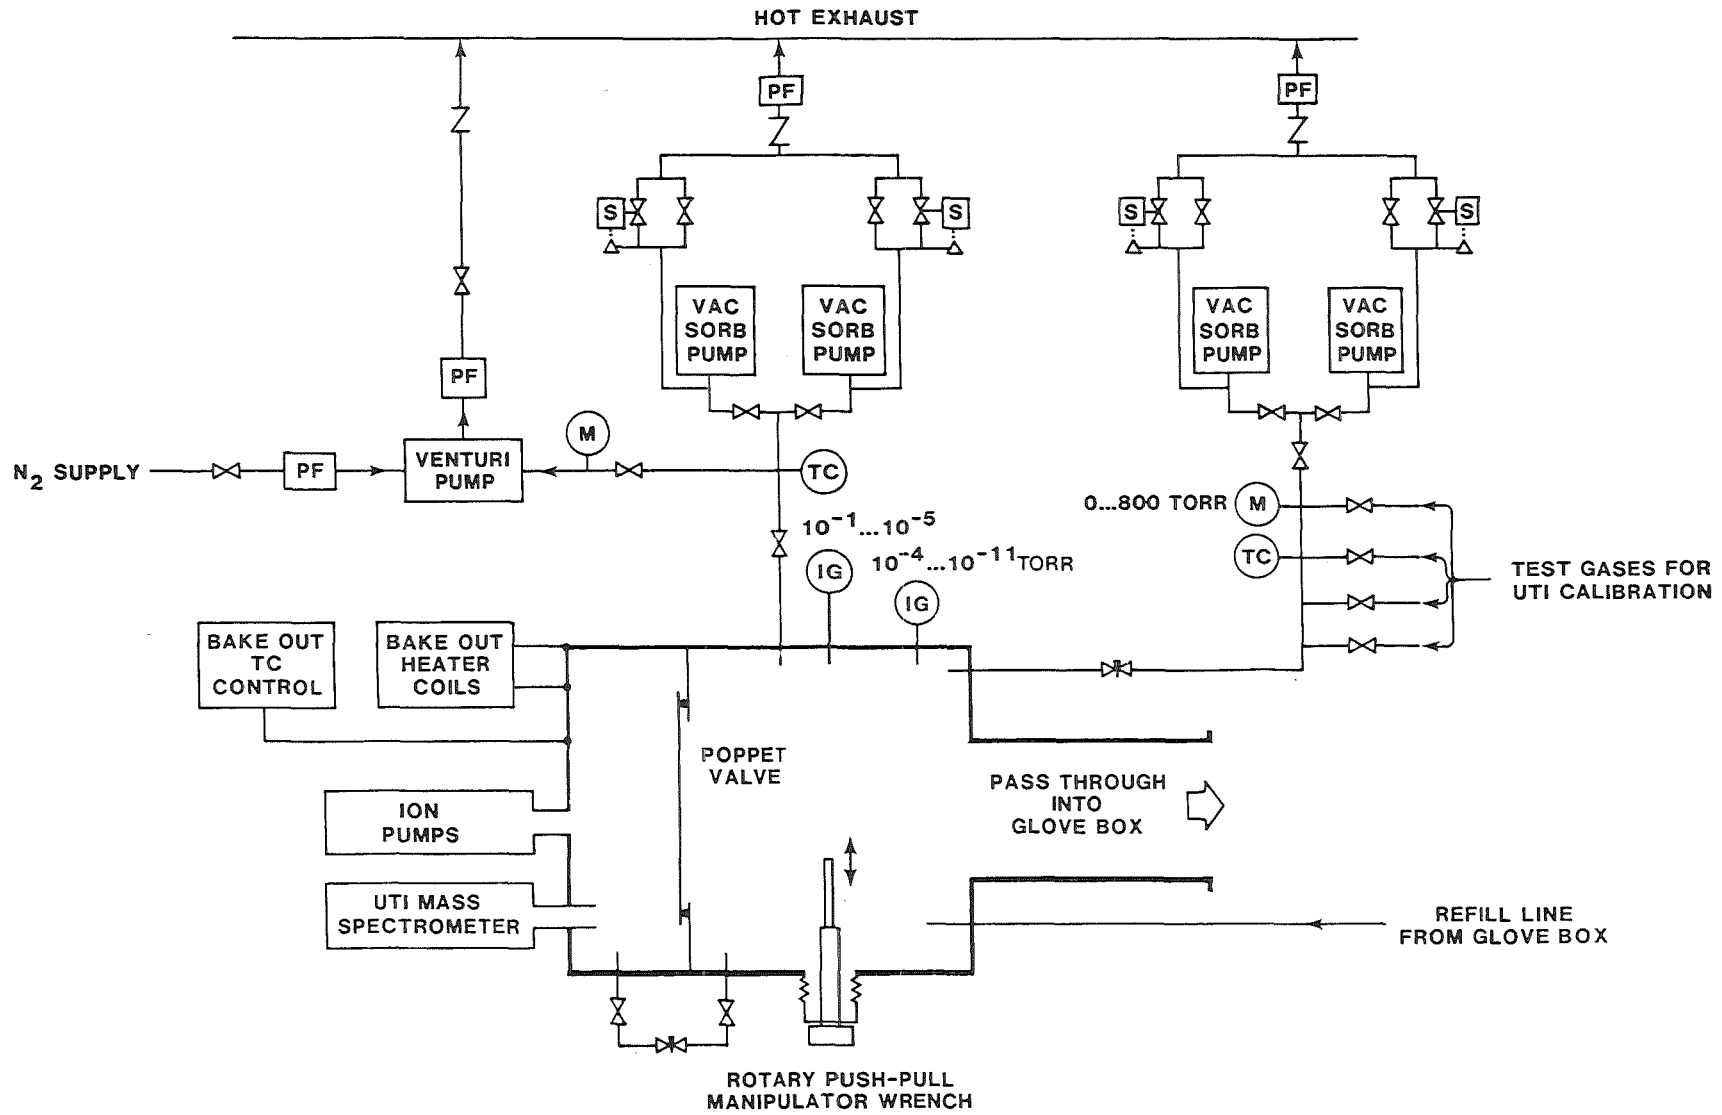 HOT EXHAUST
PF
PF
S
S
S
S
VAC
SORB
PUMP
VAC
SORB
PUMP
VAC
SORB
PUMP
VAC
SORB
PUMP
PF
M
N2 SUPPLY
PF
VENTURI
PUMP
TC
0...800 TORR
M
10-1...10-5
TC
10-4...10-11 TORR
IG
IG
TEST GASES FOR
UTI CALIBRATION
BAKE OUT
TC
CONTROL
BAKE OUT
HEATER
COILS
POPPET
VALVE
PASS THROUGH
INTO
GLOVE BOX
ION
PUMPS
UTI MASS
SPECTROMETER
REFILL LINE
FROM GLOVE BOX
ROTARY PUSH-PULL
MANIPULATOR WRENCH